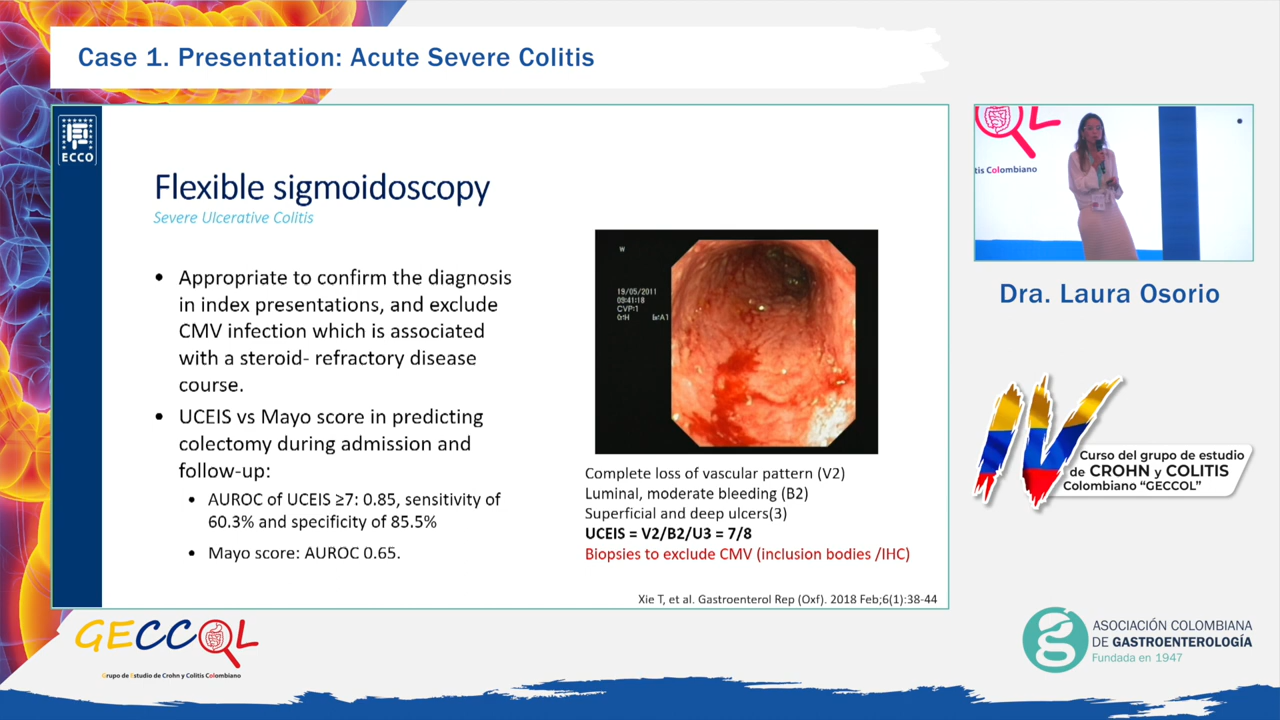 Case 1. Presentation: Acute Severe Colitis
ECCO
Flexible sigmoidoscopy
Severe Ulcerative Colitis
• Appropriate to confirm the diagnosis
in index presentations, and exclude
CMV infection which is associated
with a steroid- refractory disease
course.
• UCEIS vs Mayo score in predicting
colectomy during admission and
follow-up:
• AUROC of UCEIS ≥7: 0.85, sensitivity of
60.3% and specificity of 85.5%
• Mayo score: AUROC 0.65.
W
19/05/2011
09:41:18
CVP:1
Complete loss of vascular pattern (V2)
Luminal, moderate bleeding (B2)
Superficial and deep ulcers(3)
UCEIS = V2/B2/U3 = 7/8
Biopsies to exclude CMV (inclusion bodies /IHC)
Xie T, et al. Gastroenterol Rep (Oxf). 2018 Feb;6(1):38-44
L
itis Colombiano
Dra. Laura Osorio
IV
Curso del grupo de estudio
de CROHN y COLITIS
Colombiano “GECCOL”
GECCOL
Grupo de Estudio de Crohn y Colitis Colombiano
ASOCIACIÓN COLOMBIANA
DE GASTROENTEROLOGÍA
Fundada en 1947